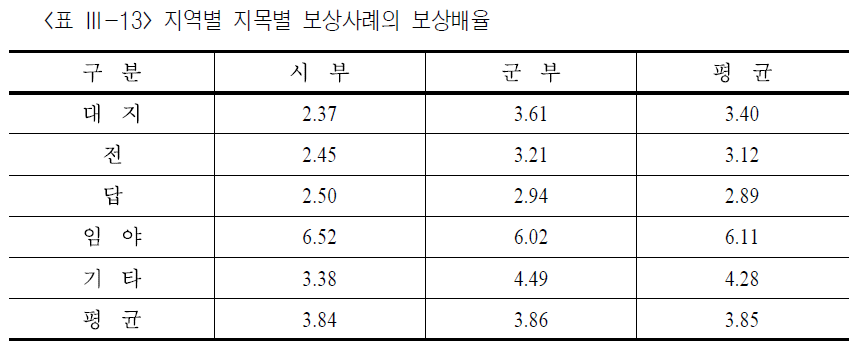 <표 Ⅲ-13> 지역별 지목별 보상사례의 보상배율
구 분 시 부 군 부 평 균
대 지 2.37 3.61 3.40
전 2.45 3.21 3.12
답 2.50 2.94 2.89
임 야 6.52 6.02 6.11
기 타 3.38 4.49 4.28
평 균 3.84 3.86 3.85